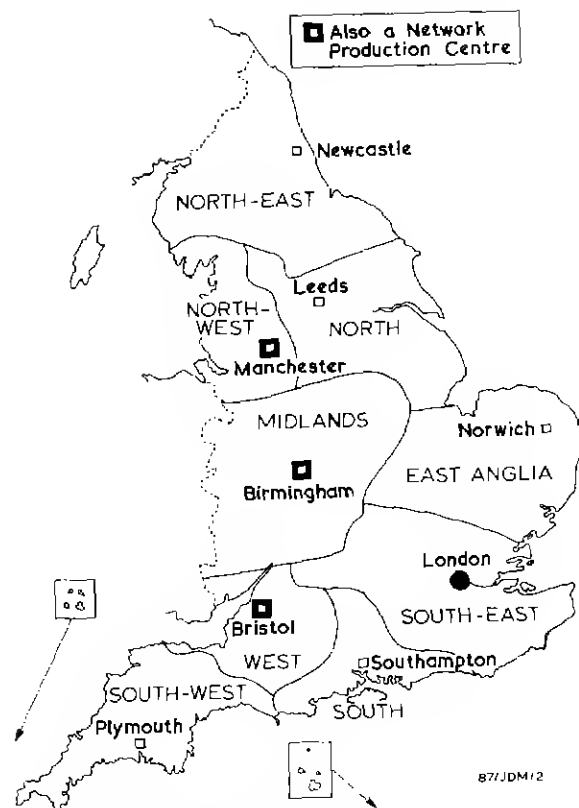 Also a Network
Production Centre
Newcastle
NORTH-EAST
Leeds
NORTH-
WEST
NORTH
Manchester
MIDLANDS
Norwich
EAST ANGLIA
Birmingham
London
SOUTH-EAST
Bristol
WEST
Southampton
SOUTH-WEST
SOUTH
Plymouth
87/JDM/2